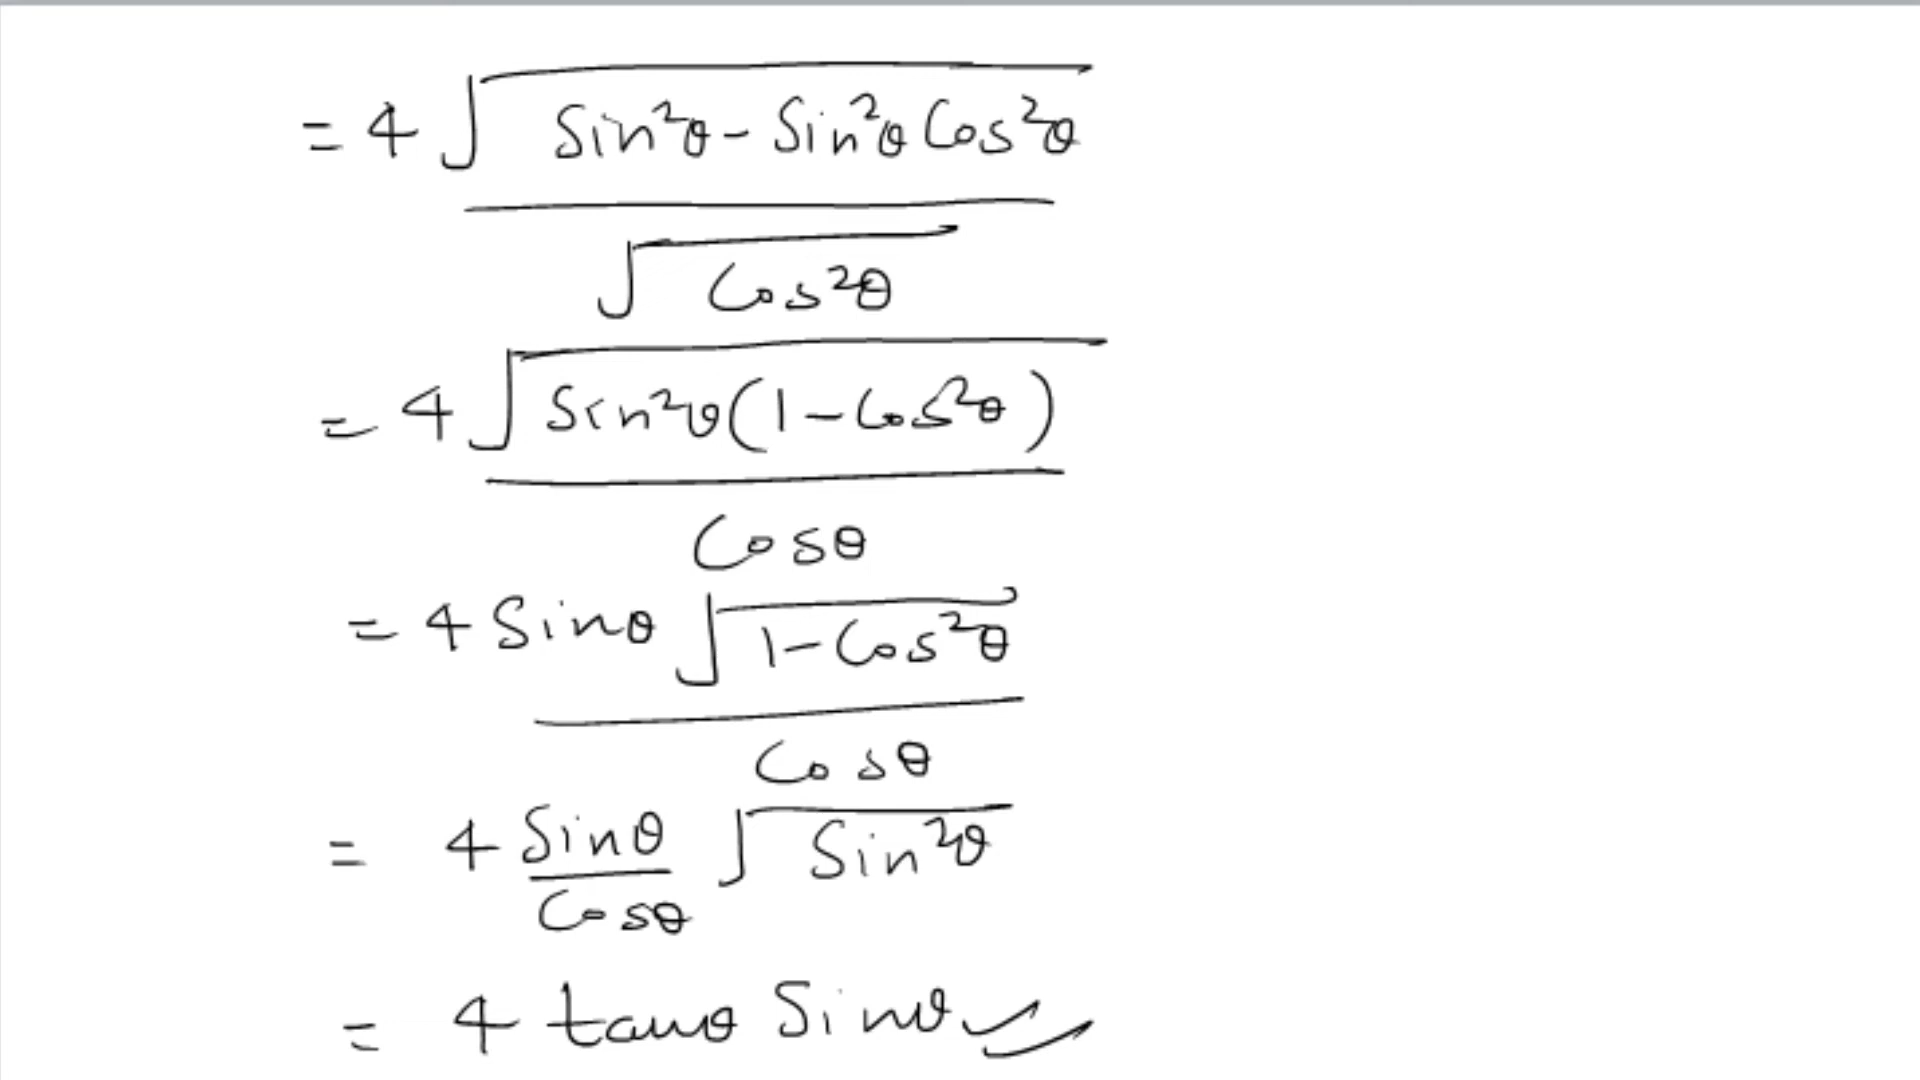 = 4 √(Sin²θ - Sin²θ Cos²θ)
√(Cos²θ)
= 4 √(Sin²θ (1 - Cos²θ))
Cosθ
= 4 Sinθ √(1 - Cos²θ)
Cosθ
= 4 Sinθ √(Sin²θ)
Cosθ
= 4 tanθ Sinθ